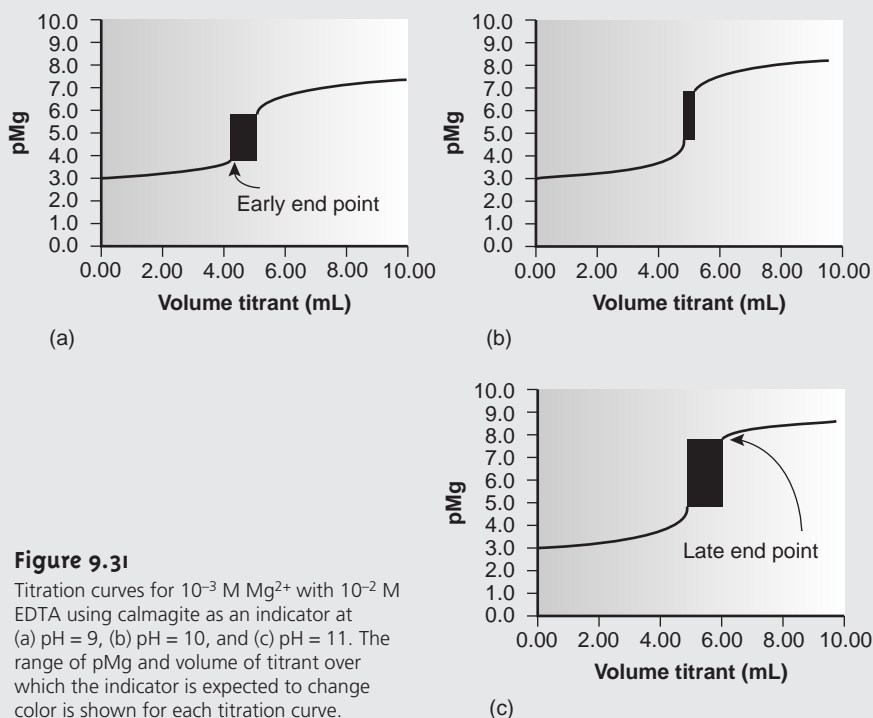 10.0
9.0
8.0
7.0
6.0
5.0
4.0
3.0
2.0
1.0
0.0
pMg
Early end point
0.00 2.00 4.00 6.00 8.00 10.00
Volume titrant (mL)
(a)
10.0
9.0
8.0
7.0
6.0
5.0
4.0
3.0
2.0
1.0
0.0
pMg
0.00 2.00 4.00 6.00 8.00 10.00
Volume titrant (mL)
(b)
10.0
9.0
8.0
7.0
6.0
5.0
4.0
3.0
2.0
1.0
0.0
pMg
Late end point
0.00 2.00 4.00 6.00 8.00 10.00
Volume titrant (mL)
(c)
Figure 9.31
Titration curves for 10⁻³ M Mg²⁺ with 10⁻² M
EDTA using calmagite as an indicator at
(a) pH = 9, (b) pH = 10, and (c) pH = 11. The
range of pMg and volume of titrant over
which the indicator is expected to change
color is shown for each titration curve.